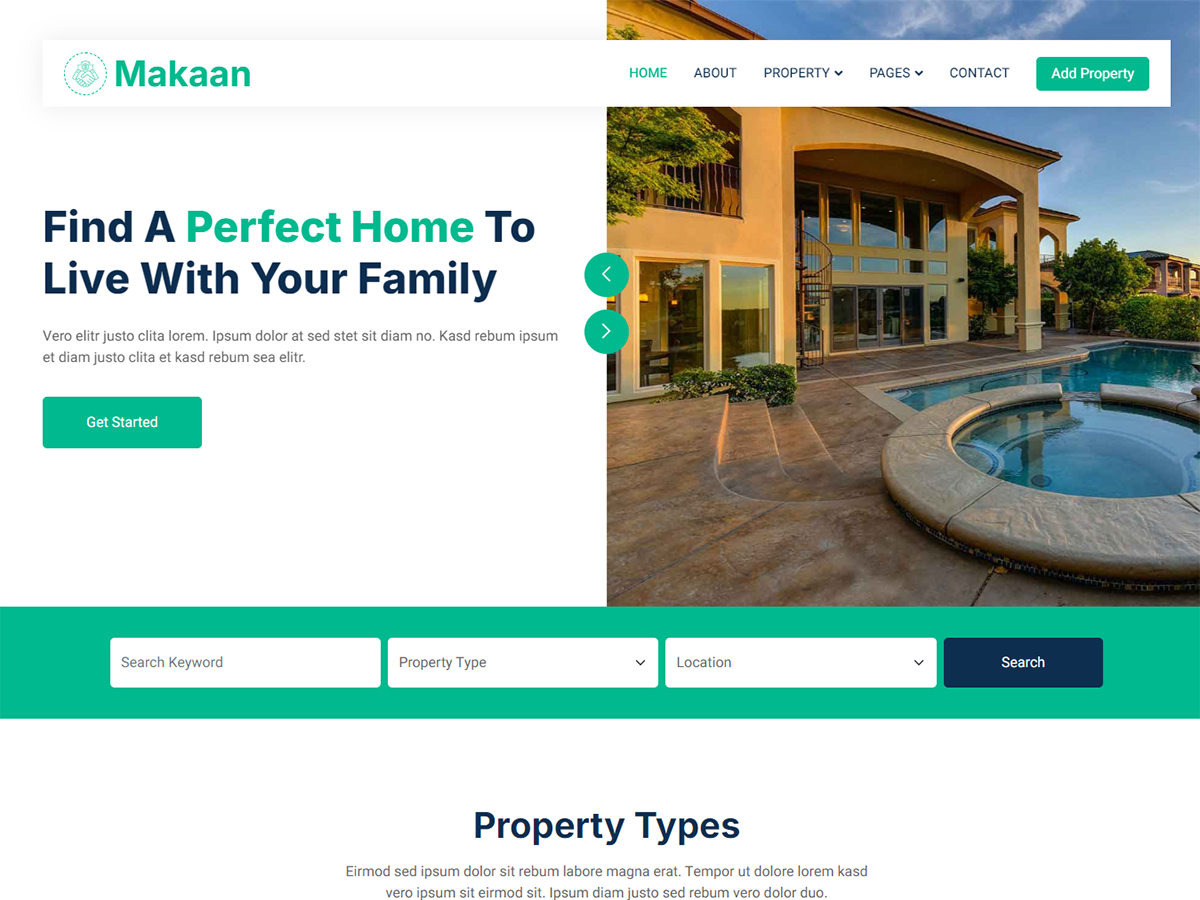 Makaan
HOME ABOUT PROPERTY PAGES CONTACT Add Property
Find A Perfect Home To
Live With Your Family
Vero elitr justo clita lorem. Ipsum dolor at sed stet sit diam no. Kasd rebum ipsum
et diam justo clita et kasd rebum sea elitr.
Get Started
Search Keyword Property Type Location Search
Property Types
Eirmod sed ipsum dolor sit rebum labore magna erat. Tempor ut dolore lorem kasd
vero ipsum sit eirmod sit. Ipsum diam justo sed rebum vero dolor duo.